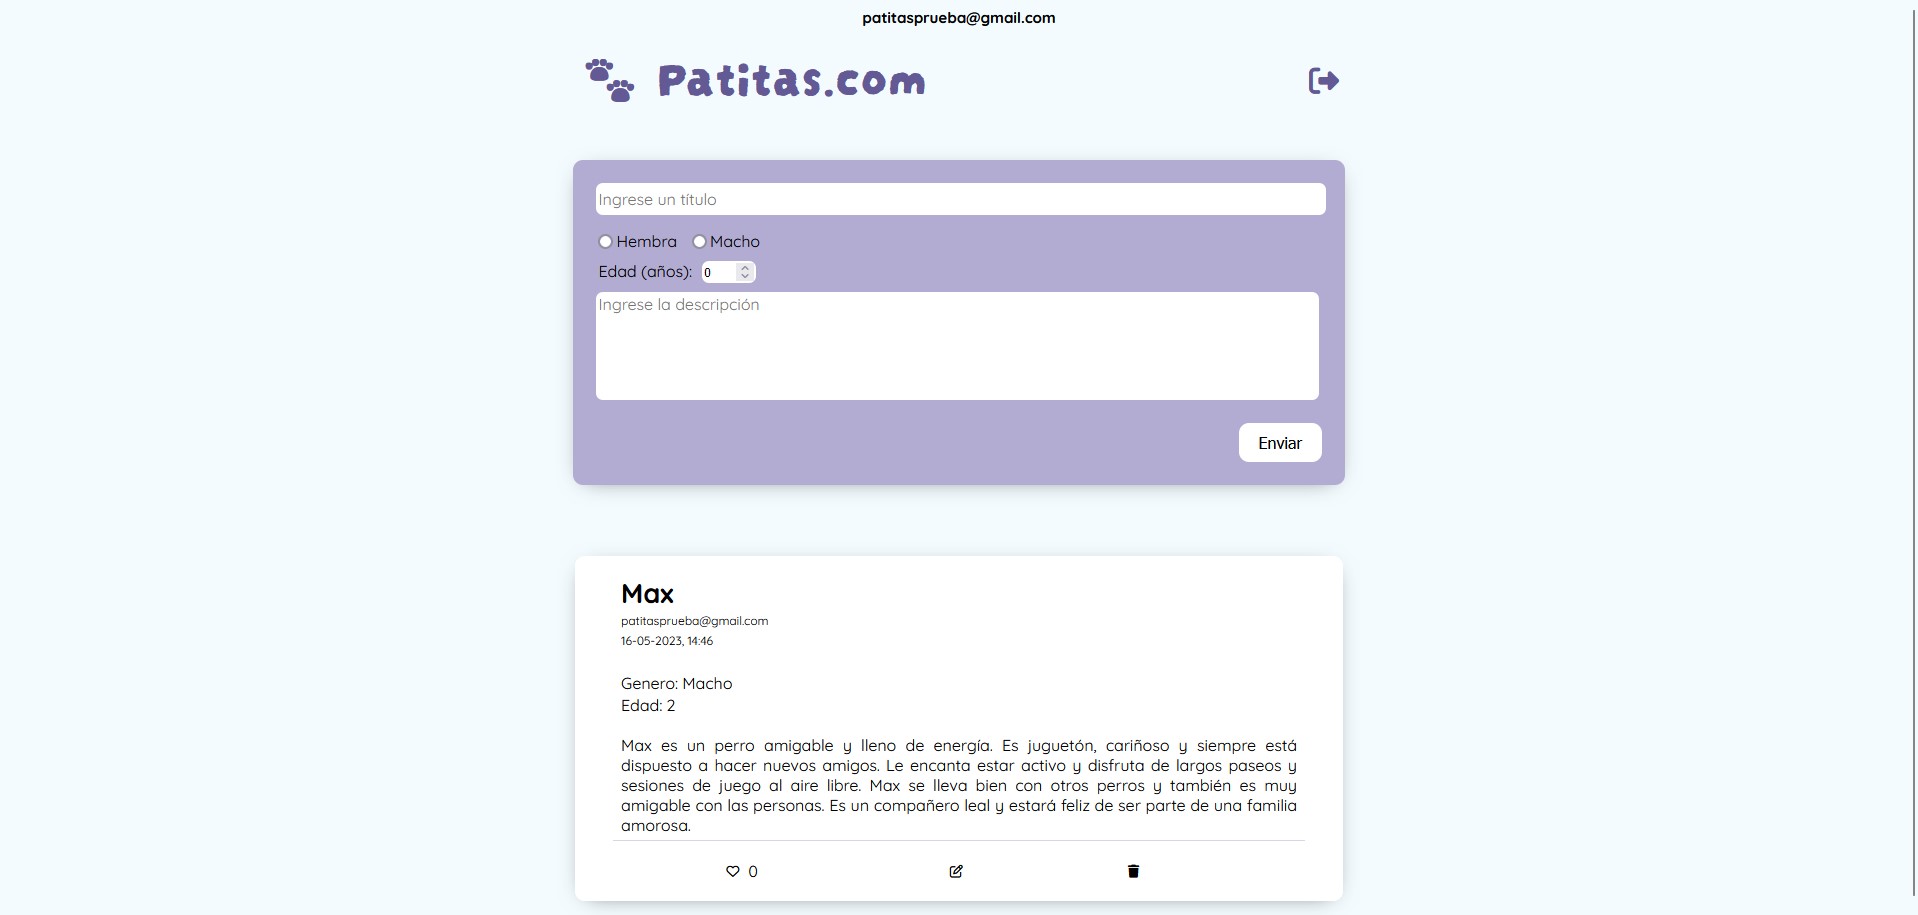 patitasprueba@gmail.com
Patitas.com
Ingrese un título
Hembra Macho
Edad (años): 0
Ingrese la descripción
Enviar
Max
patitasprueba@gmail.com
16-05-2023, 14:46
Genero: Macho
Edad: 2
Max es un perro amigable y lleno de energía. Es juguetón, cariñoso y siempre está
dispuesto a hacer nuevos amigos. Le encanta estar activo y disfruta de largos paseos y
sesiones de juego al aire libre. Max se lleva bien con otros perros y también es muy
amigable con las personas. Es un compañero leal y estará feliz de ser parte de una familia
amorosa.
0